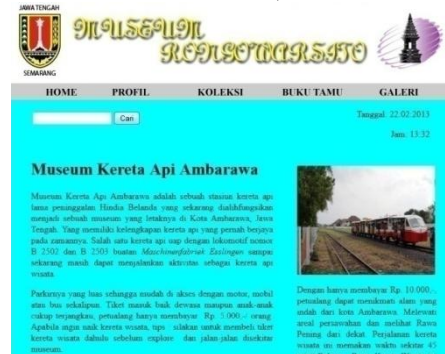 JAWA TENGAH
MUSEUM
RONGOWARSITO
SEMARANG
HOME PROFIL KOLEKSI BUKU TAMU GALERI
Cari
Tanggal: 22.02.2013
Jam: 13:32
Museum Kereta Api Ambarawa
Museum Kereta Api Ambarawa adalah sebuah stasiun kereta api
lama peninggalan Hindia Belanda yang sekarang dialihfungsikan
menjadi sebuah museum yang letaknya di Kota Ambarawa, Jawa
Tengah. Yang memiliki kelengkapan kereta api yang pernah berjaya
pada zamannya. Salah satu kereta api uap dengan lokomotif nomor
B 2502 dan B 2503 buatan Maschinenfabriek Esslingen sampai
sekarang masih dapat menjalankan aktivitas sebagai kereta api
wisata.
Parkirnya yang luas sehingga mudah di akses dengan motor, mobil
atau bus sekalipun. Tiket masuk baik dewasa maupun anak-anak
cukup terjangkau, petualang hanya membayar Rp. 5.000,-/ orang.
Apabila ingin naik kereta wisata, tips : silakan untuk membeli tiket
kereta wisata dahulu sebelum explore dan jalan-jalan disekitar
museum.
Dengan hanya membayar Rp. 10.000,-,
petualang dapat menikmati alam yang
indah dari kota Ambarawa. Melewati
areal persawahan dan melihat Rawa
Pening dari dekat. Perjalanan kereta
wisata ini memakan waktu sekitar 45